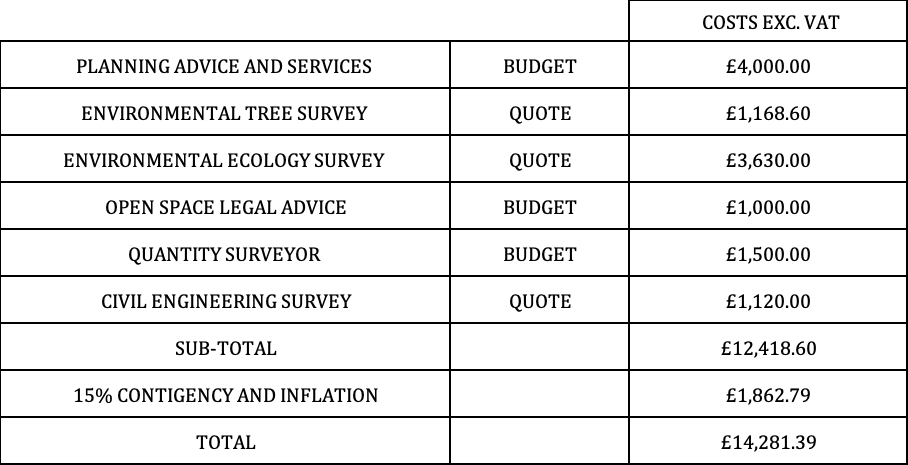 COSTS EXC. VAT
PLANNING ADVICE AND SERVICES BUDGET £4,000.00
ENVIRONMENTAL TREE SURVEY QUOTE £1,168.60
ENVIRONMENTAL ECOLOGY SURVEY QUOTE £3,630.00
OPEN SPACE LEGAL ADVICE BUDGET £1,000.00
QUANTITY SURVEYOR BUDGET £1,500.00
CIVIL ENGINEERING SURVEY QUOTE £1,120.00
SUB-TOTAL £12,418.60
15% CONTIGENCY AND INFLATION £1,862.79
TOTAL £14,281.39